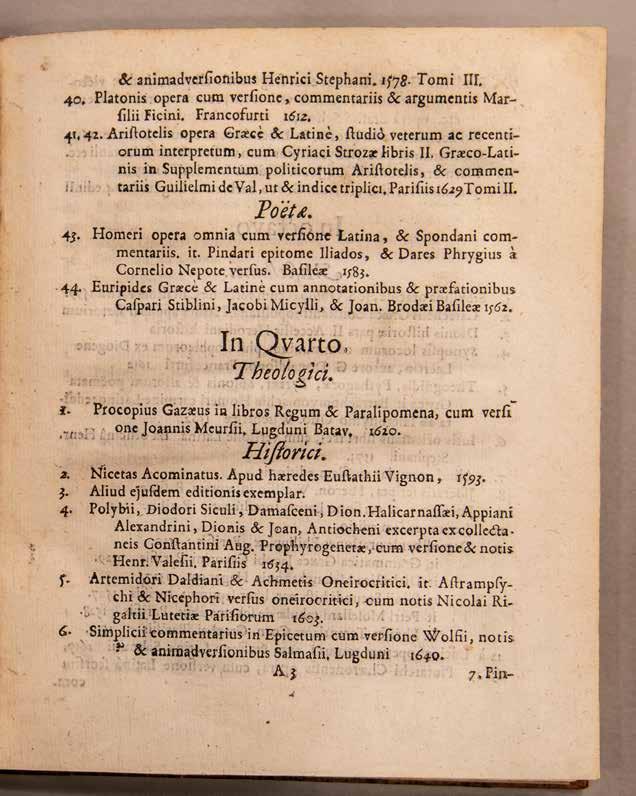 & animadverſionibus Henrici Stephani. 1578. Tomi III.
40. Platonis opera cum verſione, commentariis & argumentis Mar-
ſilii Ficini. Francofurti 1612.
41, 42. Ariſtotelis opera Græcè & Latinè, ſtudiò veterum ac recenti-
orum interpretum, cum Cyriaci Strozæ libris II. Græco-Lati-
nis in Supplementum politicorum Ariſtotelis, & commen-
tariis Guilielmi de Val, ut & indice triplici. Pariſiis 1629 Tomi II.
Poëtæ.
43. Homeri opera omnia cum verſione Latina, & Spondani com-
mentariis. it. Pindari epitome Iliados, & Dares Phrygius à
Cornelio Nepote verſus. Baſileæ 1583.
44. Euripides Græcè & Latinè cum annotationibus & præfationibus
Caſpari Stiblini, Jacobi Micylli, & Joan. Brodæi Baſileæ 1562.
In Qvarto.
Theologici.
1. Procopius Gazæus in libros Regum & Paralipomena, cum verſi
one Joannis Meurſii. Lugduni Batav. 1620.
Hiſtorici.
2. Nicetas Acominatus. Apud hæredes Euſtathii Vignon, 1593.
3. Aliud ejuſdem editionis exemplar.
4. Polybii, Diodori Siculi, Damaſceni, Dion. Halicarnaſſæi, Appiani
Alexandrini, Dionis & Joan, Antiocheni excerpta ex collecta-
neis Conſtantini Aug. Prophyrogenetæ, cum verſione & notis
Henr. Valeſii. Pariſiis 1634.
5. Artemidori Daldiani & Achmetis Oneirocritici. it. Aſtrampſy-
chi & Nicephori verſus oneirocritici, cum notis Nicolai Ri-
galtii Lutetiæ Pariſiorum 1603.
6. Simplicii commentarius in Epicetum cum verſione Wolfii, notis
& animadverſionibus Salmaſii, Lugduni 1640.
A 3 7. Pin-